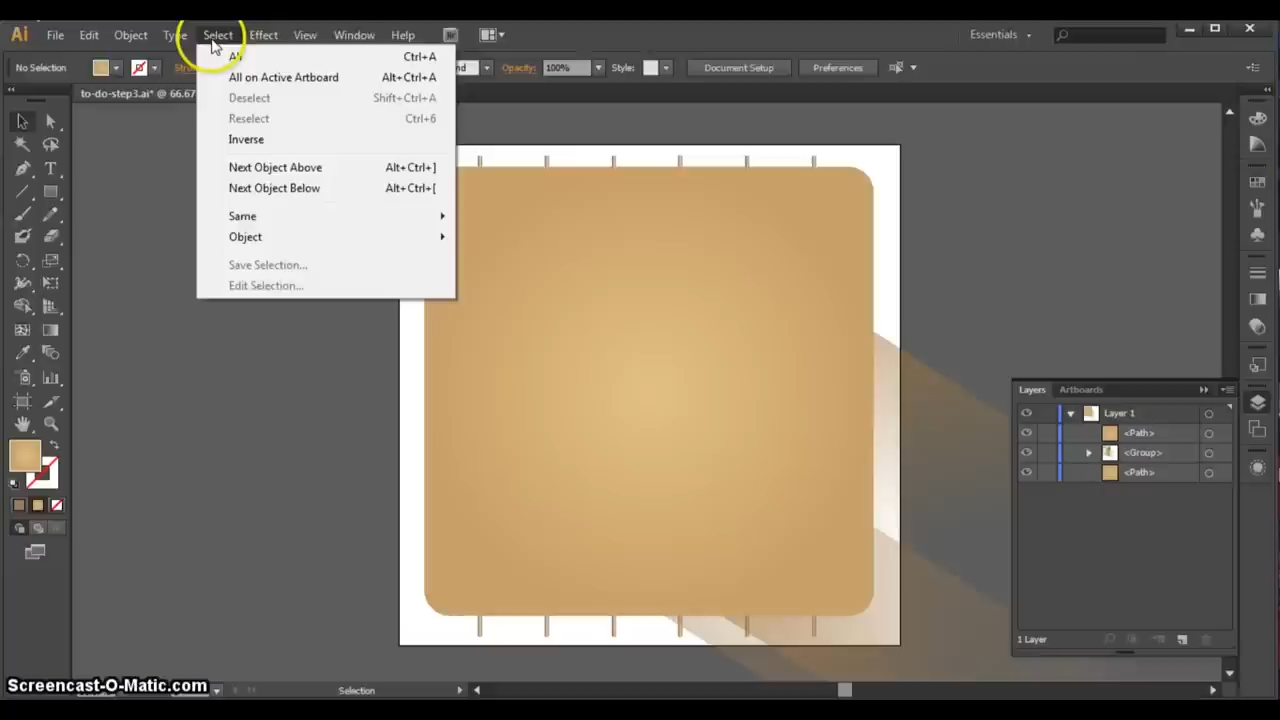 Ai File Edit Object Type Select Effect View Window Help Br Essentials
No Selection Opacity: 100% Style: Document Setup Preferences
to-do-step3.ai* @ 66.67
All Ctrl+A
All on Active Artboard Alt+Ctrl+A
Deselect Shift+Ctrl+A
Reselect Ctrl+6
Inverse
Next Object Above Alt+Ctrl+]
Next Object Below Alt+Ctrl+[
Same
Object
Save Selection...
Edit Selection...
Layers Artboards
Layer 1
<Path>
<Group>
<Path>
1 Layer
Selection
Screencast-O-Matic.com